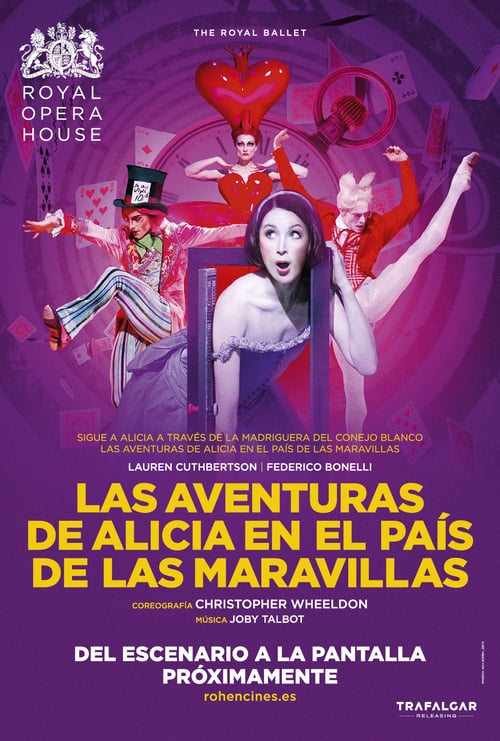 THE ROYAL BALLET
ROYAL
OPERA
HOUSE
SIGUE A ALICIA A TRAVÉS DE LA MADRIGUERA DEL CONEJO BLANCO
LAS AVENTURAS DE ALICIA EN EL PAÍS DE LAS MARAVILLAS
LAUREN CUTHBERTSON | FEDERICO BONELLI
LAS AVENTURAS
DE ALICIA EN EL PAÍS
DE LAS MARAVILLAS
COREOGRAFÍA CHRISTOPHER WHEELDON
MÚSICA JOBY TALBOT
DEL ESCENARIO A LA PANTALLA
PRÓXIMAMENTE
rohencines.es
TRAFALGAR
RELEASING